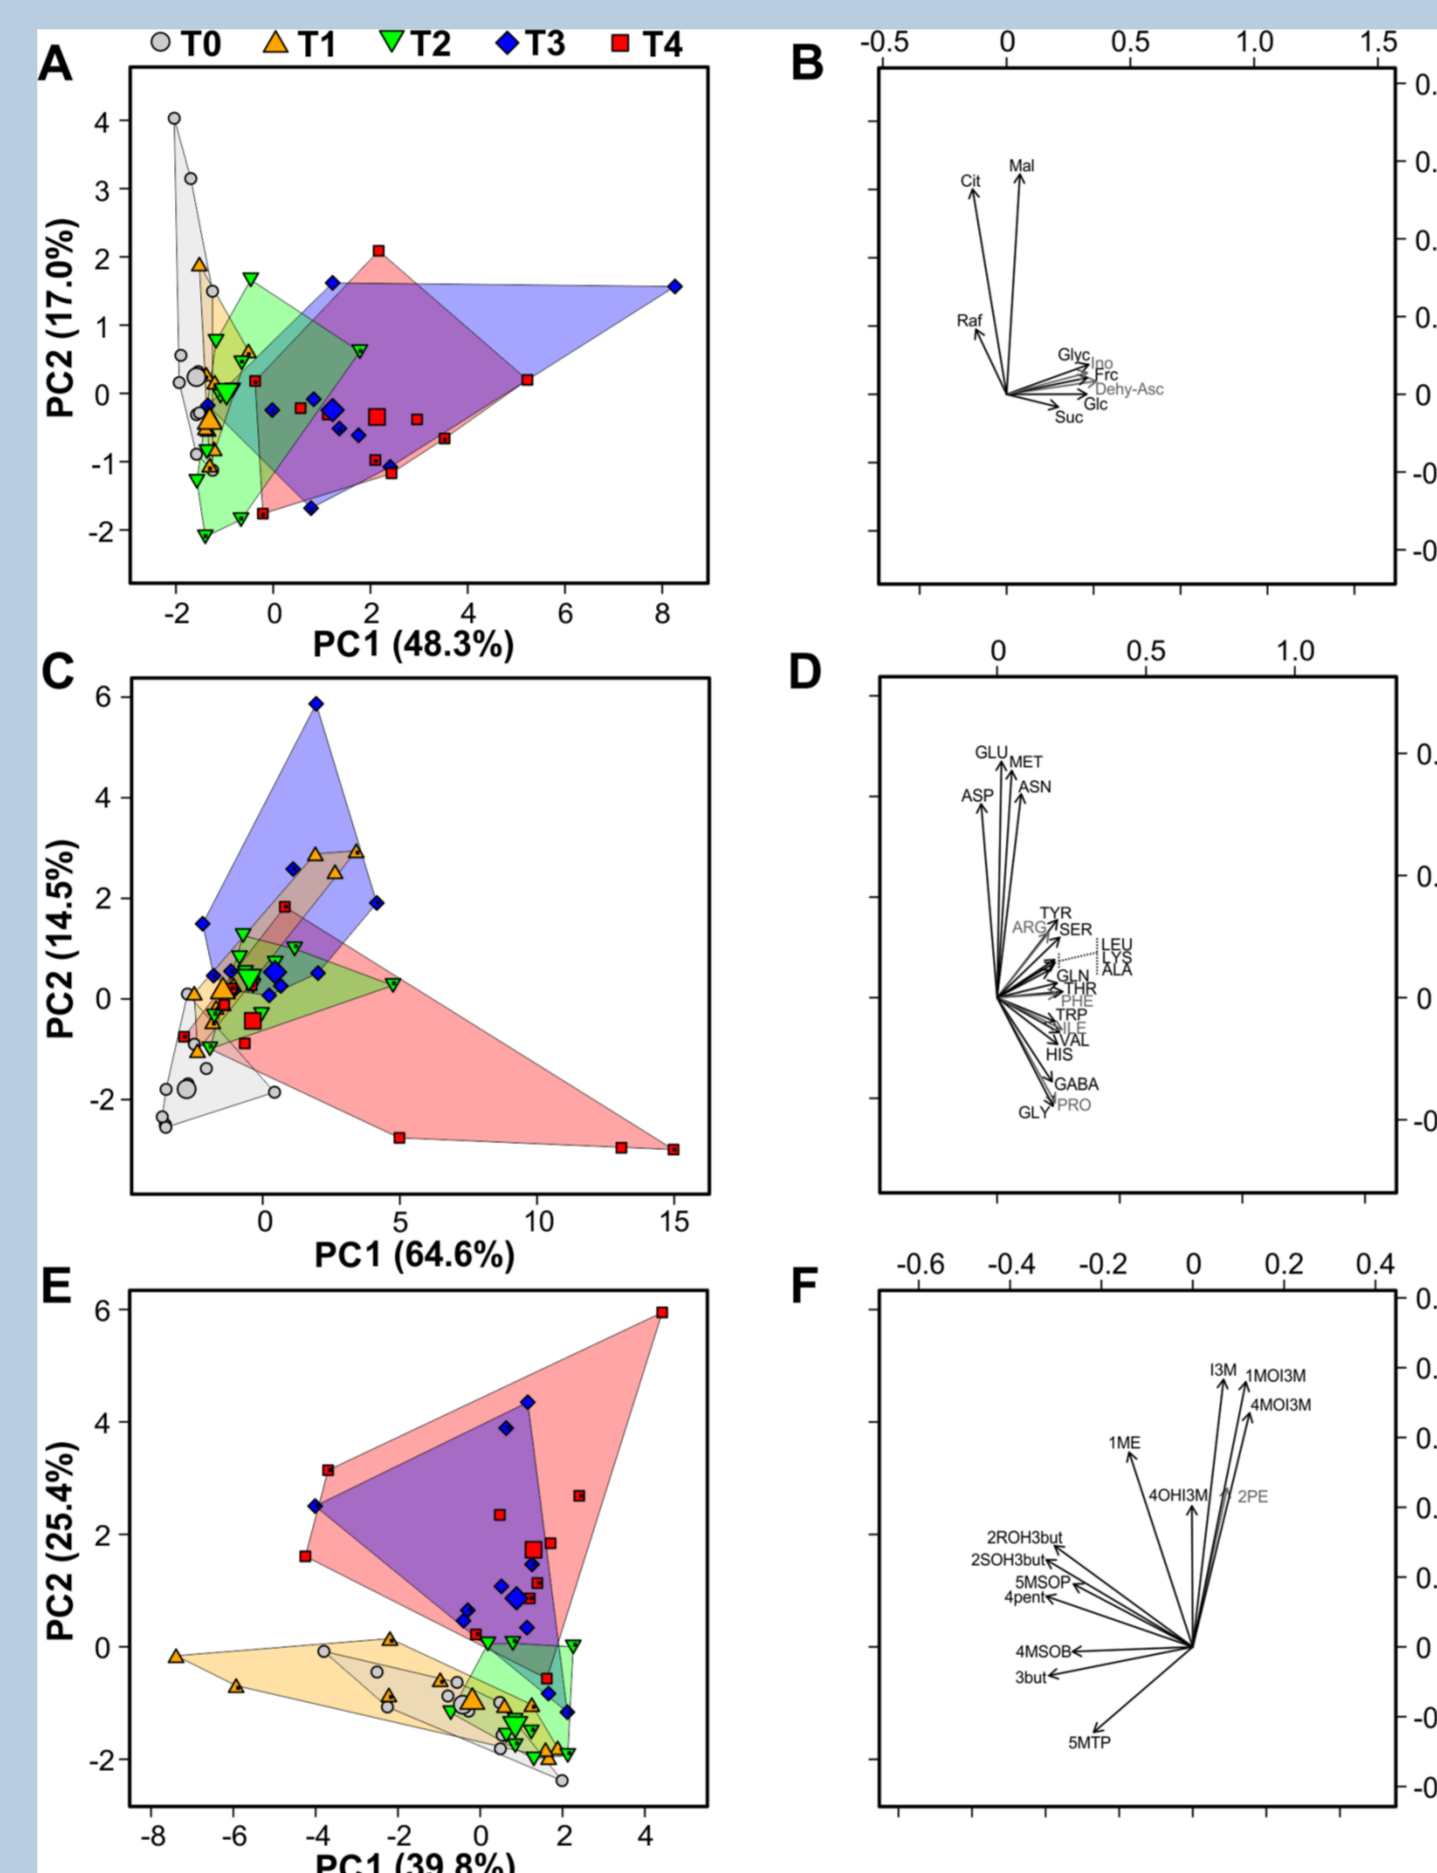 T0 T1 T2 T3 T4
A
4
3
2
1
0
-1
-2
PC2 (17.0%)
-2 0 2 4 6 8
PC1 (48.3%)
B
-0.5 0 0.5 1.0 1.5
Mal
Cit
Raf
Glyc
Ino
Frc
Dehy-Asc
Glc
Suc
0
C
6
4
2
0
-2
PC2 (14.5%)
0 5 10 15
PC1 (64.6%)
D
0 0.5 1.0
GLU
MET
ASN
ASP
TYR
ARG
SER
LEU
LYS
ALA
GLN
THR
PHE
TRP
ILE
VAL
HIS
GABA
PRO
GLY
0
E
6
4
2
0
-2
PC2 (25.4%)
-8 -6 -4 -2 0 2 4
PC1 (39.8%)
F
-0.6 -0.4 -0.2 0 0.2 0.4
I3M
1MOI3M
4MOI3M
1ME
4OHI3M
2PE
2ROH3but
2SOH3but
5MSOP
4pent
4MSOB
3but
5MTP
0